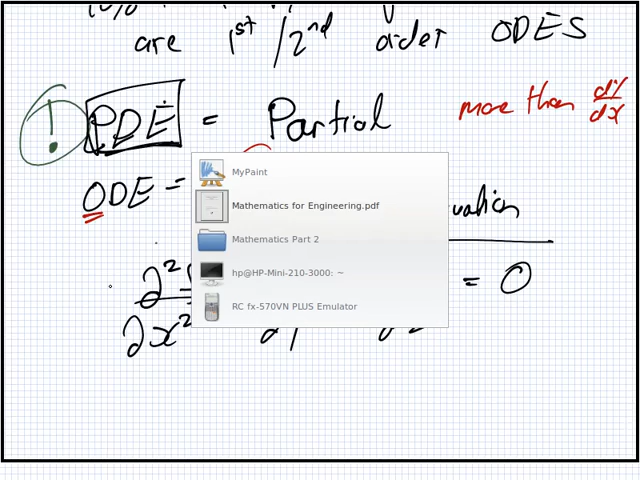 are 1st / 2nd order ODES
! PDE = Partial more than dy/dx
MyPaint
ODE =
Mathematics for Engineering.pdf
Mathematics Part 2
hp@HP-Mini-210-3000: ~
= 0
RC fx-570VN PLUS Emulator
∂x²